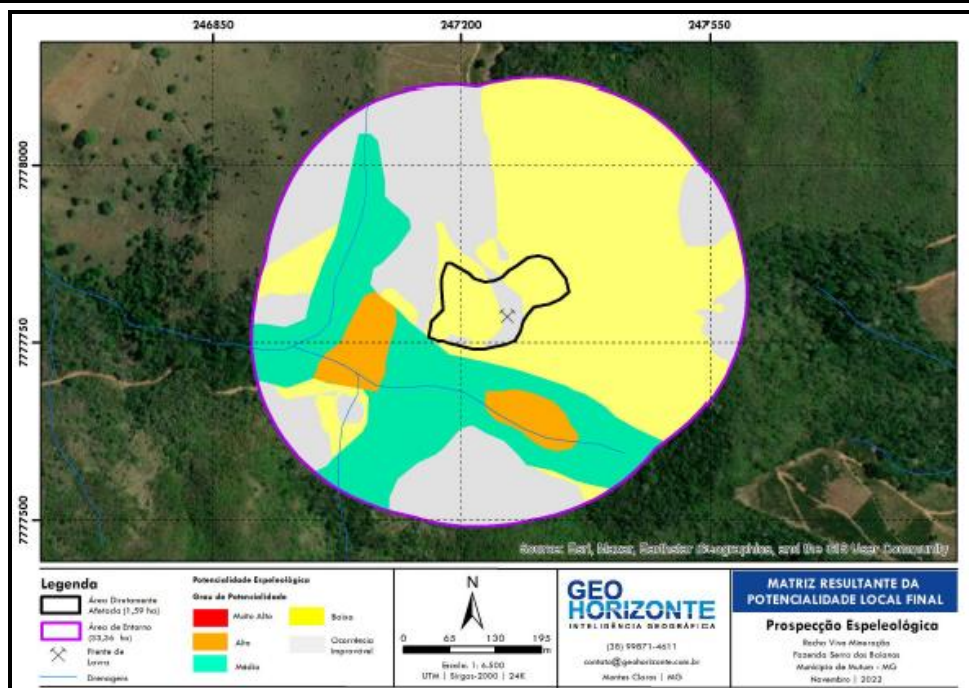 246850
247200
247550
7778000
7777750
7777500
Source: Esri, Maxar, Earthstar Geographics, and the GIS User Community
Legenda
Área Diretamente
Afetada (1,59 ha)
Área de Entorno
(33,36 ha)
Frente de
Lavra
Drenagens
Potencialidade Espeleológica
Grau de Potencialidade
Muito Alto
Alto
Médio
Baixo
Ocorrência
Improvável
N
0 65 130 195
m
Escala: 1: 6.500
UTM | Sirgas-2000 | 24K
GEO
HORIZONTE
INTELIGÊNCIA GEOGRÁFICA
(38) 99871-4611
contato@geohorizonte.com.br
Montes Claros | MG
MATRIZ RESULTANTE DA
POTENCIALIDADE LOCAL FINAL
Prospecção Espeleológica
Rocha Viva Mineração
Fazenda Serra dos Baianos
Município de Mutum - MG
Novembro | 2022